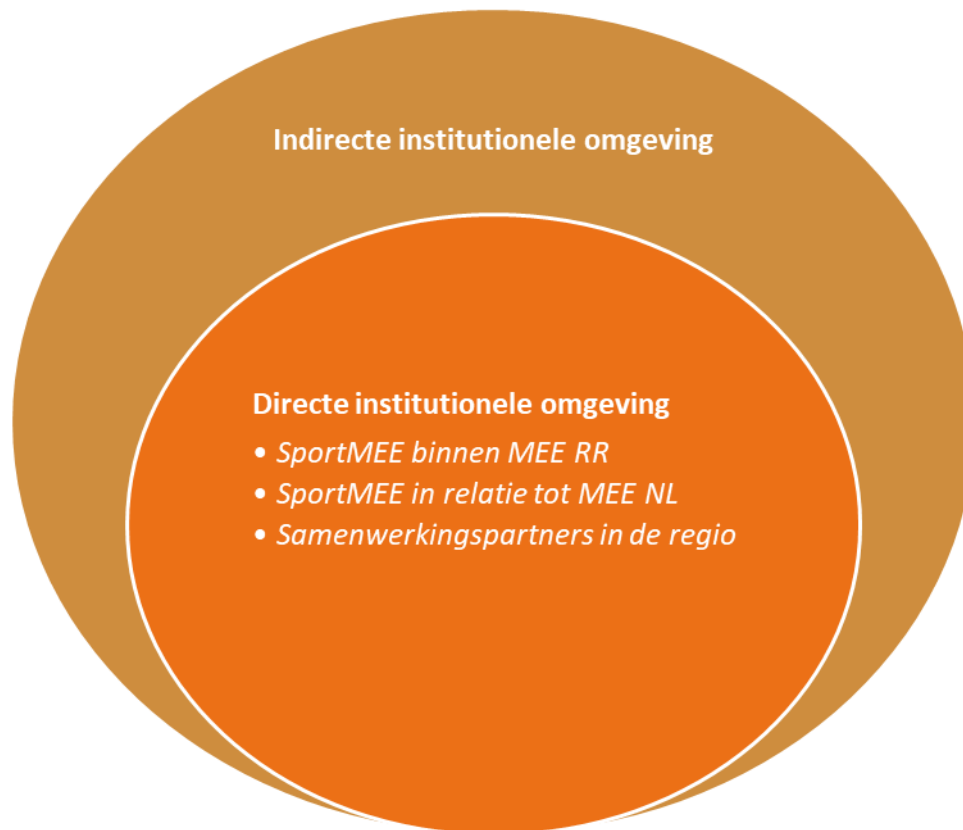 Indirecte institutionele omgeving
Directe institutionele omgeving
• SportMEE binnen MEE RR
• SportMEE in relatie tot MEE NL
• Samenwerkingspartners in de regio